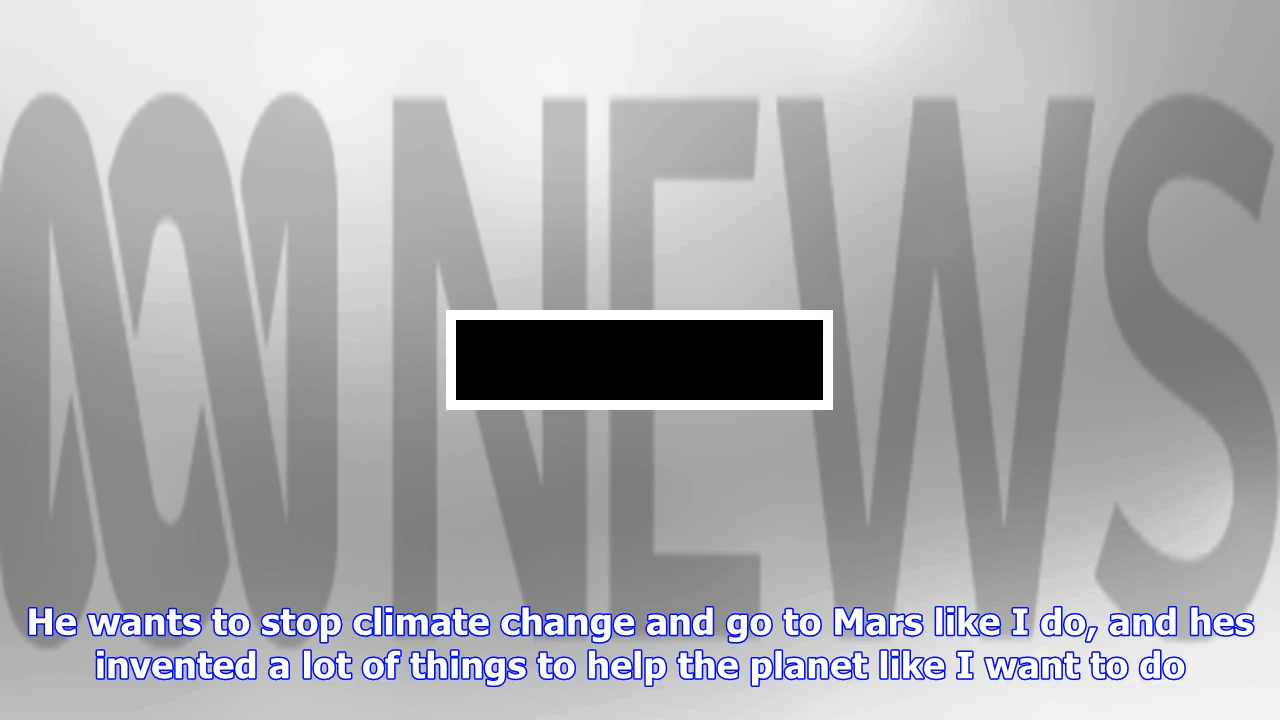 NEWS
He wants to stop climate change and go to Mars like I do, and hes
invented a lot of things to help the planet like I want to do